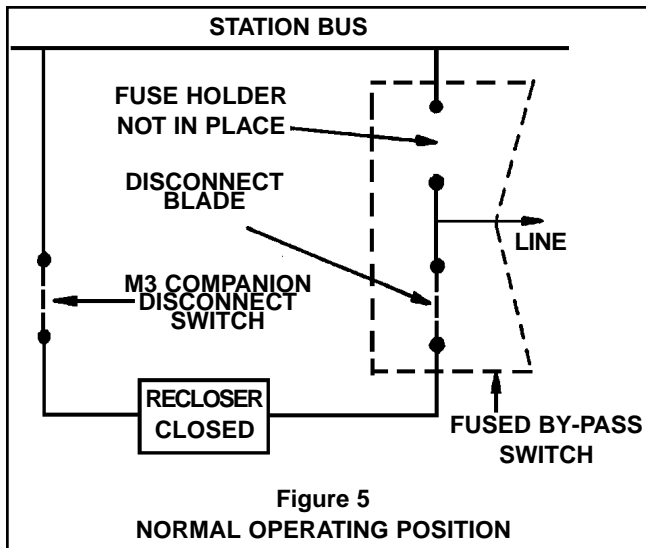 STATION BUS
FUSE HOLDER
NOT IN PLACE
DISCONNECT
BLADE
LINE
M3 COMPANION
DISCONNECT
SWITCH
RECLOSER
CLOSED
FUSED BY-PASS
SWITCH
Figure 5
NORMAL OPERATING POSITION